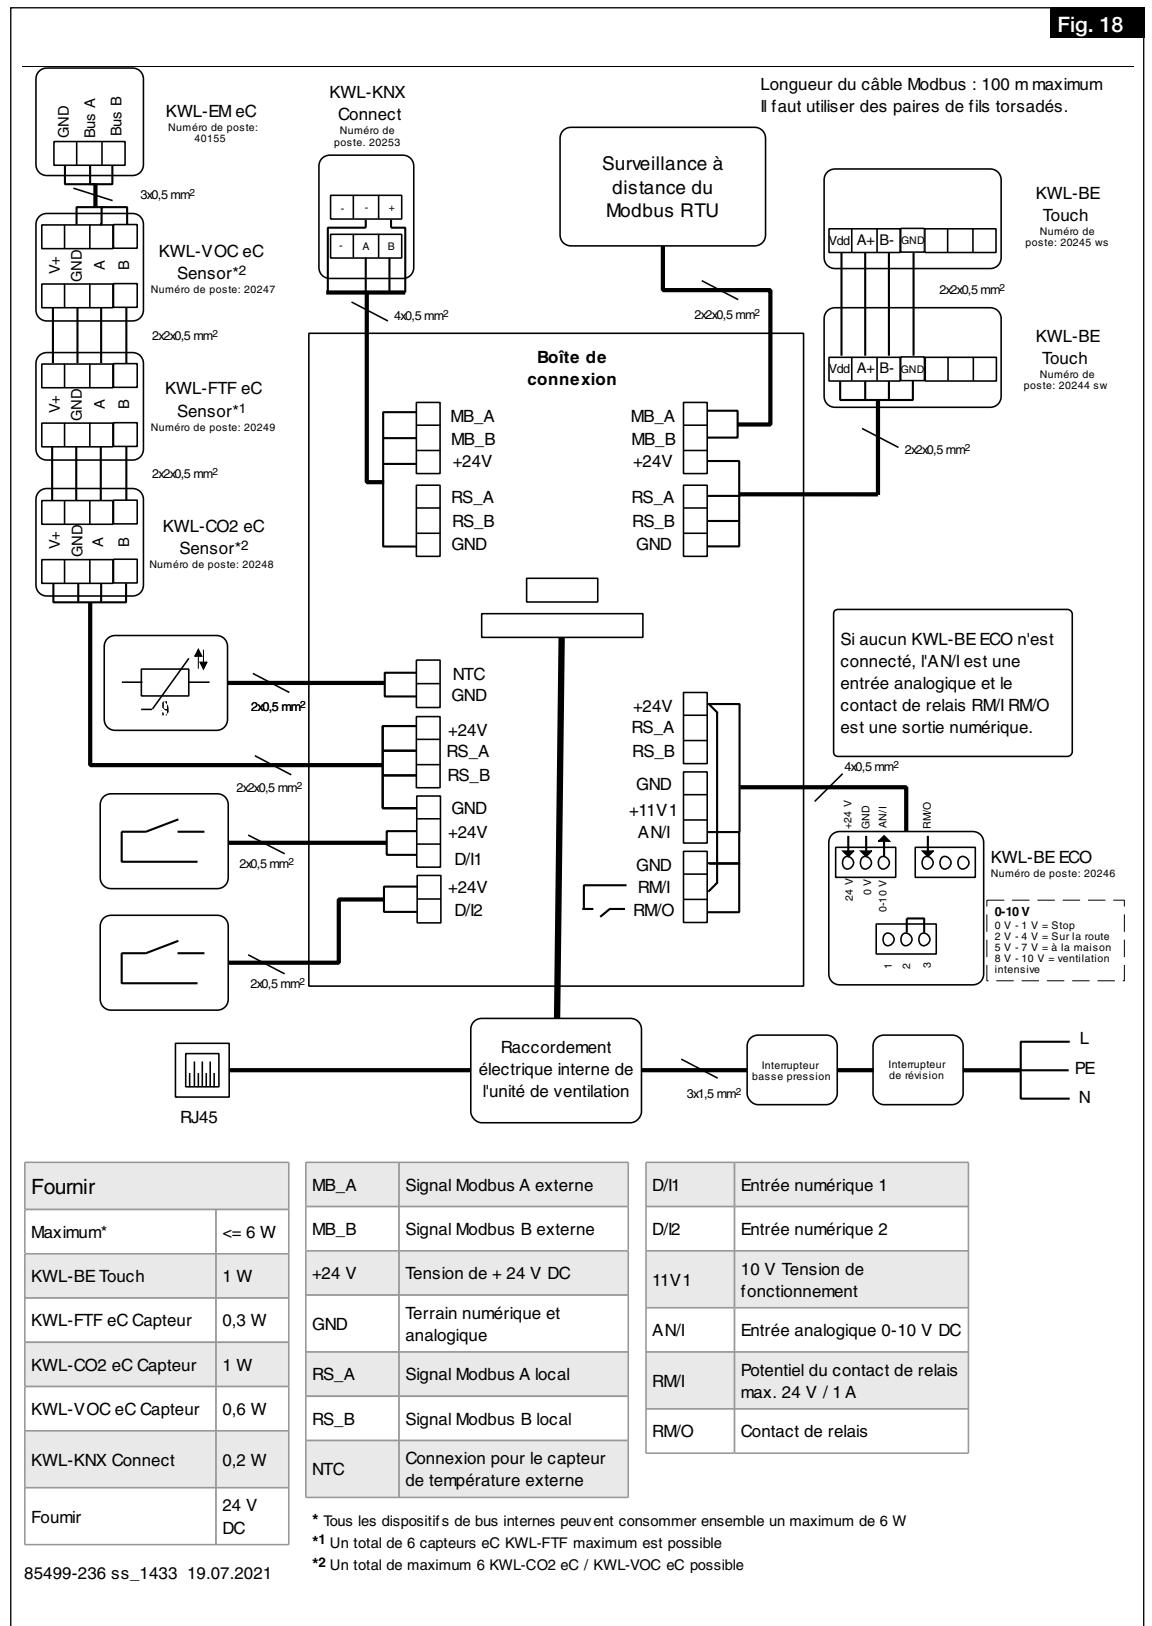 Fig. 18
Longueur du câble Modbus : 100 m maximum
Il faut utiliser des paires de fils torsadés.
GND
Bus A
Bus B
KWL-EM eC
Numéro de poste:
40155
3x0,5 mm²
V+
GND
A
B
KWL-VOC eC
Sensor*2
Numéro de poste: 20247
2x2x0,5 mm²
V+
GND
A
B
KWL-FTF eC
Sensor*1
Numéro de poste: 20249
2x2x0,5 mm²
V+
GND
A
B
KWL-CO2 eC
Sensor*2
Numéro de poste: 20248
KWL-KNX
Connect
Numéro de
poste. 20253
- - +
- A B
4x0,5 mm²
Surveillance à
distance du
Modbus RTU
2x2x0,5 mm²
Vdd A+ B- GND
KWL-BE
Touch
Numéro de
poste: 20245 ws
2x2x0,5 mm²
Vdd A+ B- GND
KWL-BE
Touch
Numéro de
poste: 20244 sw
2x2x0,5 mm²
Boîte de
connexion
MB_A
MB_B
+24V
RS_A
RS_B
GND
MB_A
MB_B
+24V
RS_A
RS_B
GND
9
2x0,5 mm²
NTC
GND
2x2x0,5 mm²
+24V
RS_A
RS_B
GND
2x0,5 mm²
+24V
D/I1
2x0,5 mm²
+24V
D/I2
+24V
RS_A
RS_B
GND
+11V1
AN/I
GND
RM/I
RM/O
Si aucun KWL-BE ECO n'est
connecté, l'AN/I est une
entrée analogique et le
contact de relais RM/I RM/O
est une sortie numérique.
4x0,5 mm²
+24 V
GND
AN/I
RM/O
24 V
0 V
0-10 V
1 2 3
KWL-BE ECO
Numéro de poste: 20246
0-10 V
0 V - 1 V = Stop
2 V - 4 V = Sur la route
5 V - 7 V = à la maison
8 V - 10 V = ventilation
intensive
RJ45
Raccordement
électrique interne de
l'unité de ventilation
3x1,5 mm²
Interrupteur
basse pression
Interrupteur
de révision
L
PE
N
Fournir
Maximum* <= 6 W
KWL-BE Touch 1 W
KWL-FTF eC Capteur 0,3 W
KWL-CO2 eC Capteur 1 W
KWL-VOC eC Capteur 0,6 W
KWL-KNX Connect 0,2 W
Fournir 24 V
DC
MB_A Signal Modbus A externe
MB_B Signal Modbus B externe
+24 V Tension de + 24 V DC
GND Terrain numérique et
analogique
RS_A Signal Modbus A local
RS_B Signal Modbus B local
NTC Connexion pour le capteur
de température externe
D/I1 Entrée numérique 1
D/I2 Entrée numérique 2
11V1 10 V Tension de
fonctionnement
AN/I Entrée analogique 0-10 V DC
RM/I Potentiel du contact de relais
max. 24 V / 1 A
RM/O Contact de relais
* Tous les dispositifs de bus internes peuvent consommer ensemble un maximum de 6 W
*1 Un total de 6 capteurs eC KWL-FTF maximum est possible
*2 Un total de maximum 6 KWL-CO2 eC / KWL-VOC eC possible
85499-236 ss_1433 19.07.2021